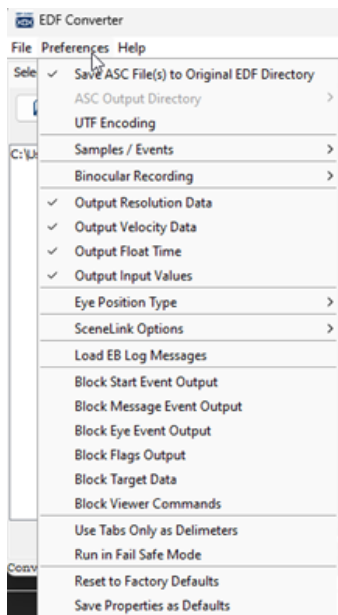 EDF Converter
File Preferences Help
Sele
Save ASC File(s) to Original EDF Directory
ASC Output Directory
UTF Encoding
C:\Us
Samples / Events
Binocular Recording
Output Resolution Data
Output Velocity Data
Output Float Time
Output Input Values
Eye Position Type
SceneLink Options
Load EB Log Messages
Block Start Event Output
Block Message Event Output
Block Eye Event Output
Block Flags Output
Block Target Data
Block Viewer Commands
Use Tabs Only as Delimeters
Run in Fail Safe Mode
Conv
Reset to Factory Defaults
Save Properties as Defaults